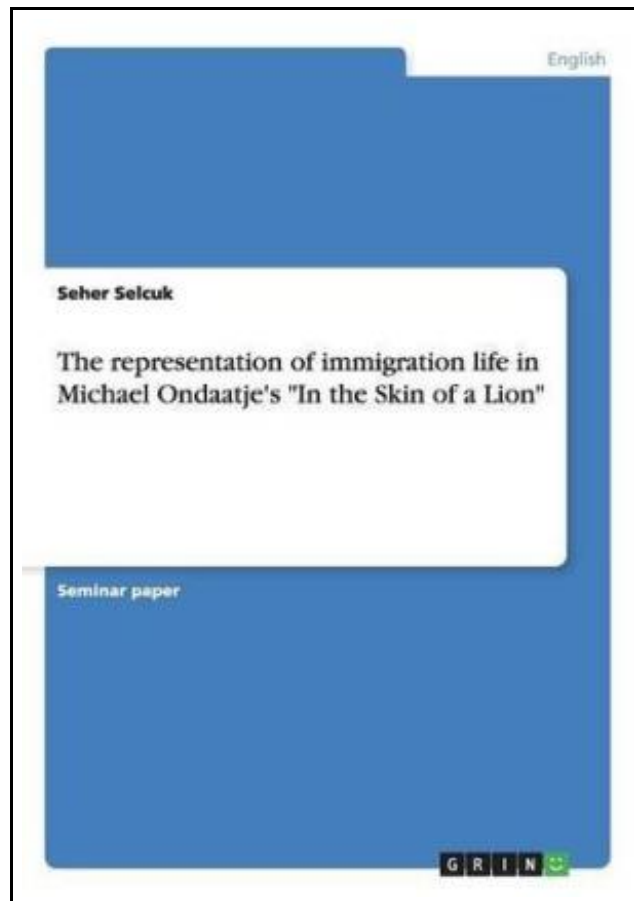 English
Seher Selcuk
The representation of immigration life in
Michael Ondaatje's "In the Skin of a Lion"
Seminar paper
GRIN